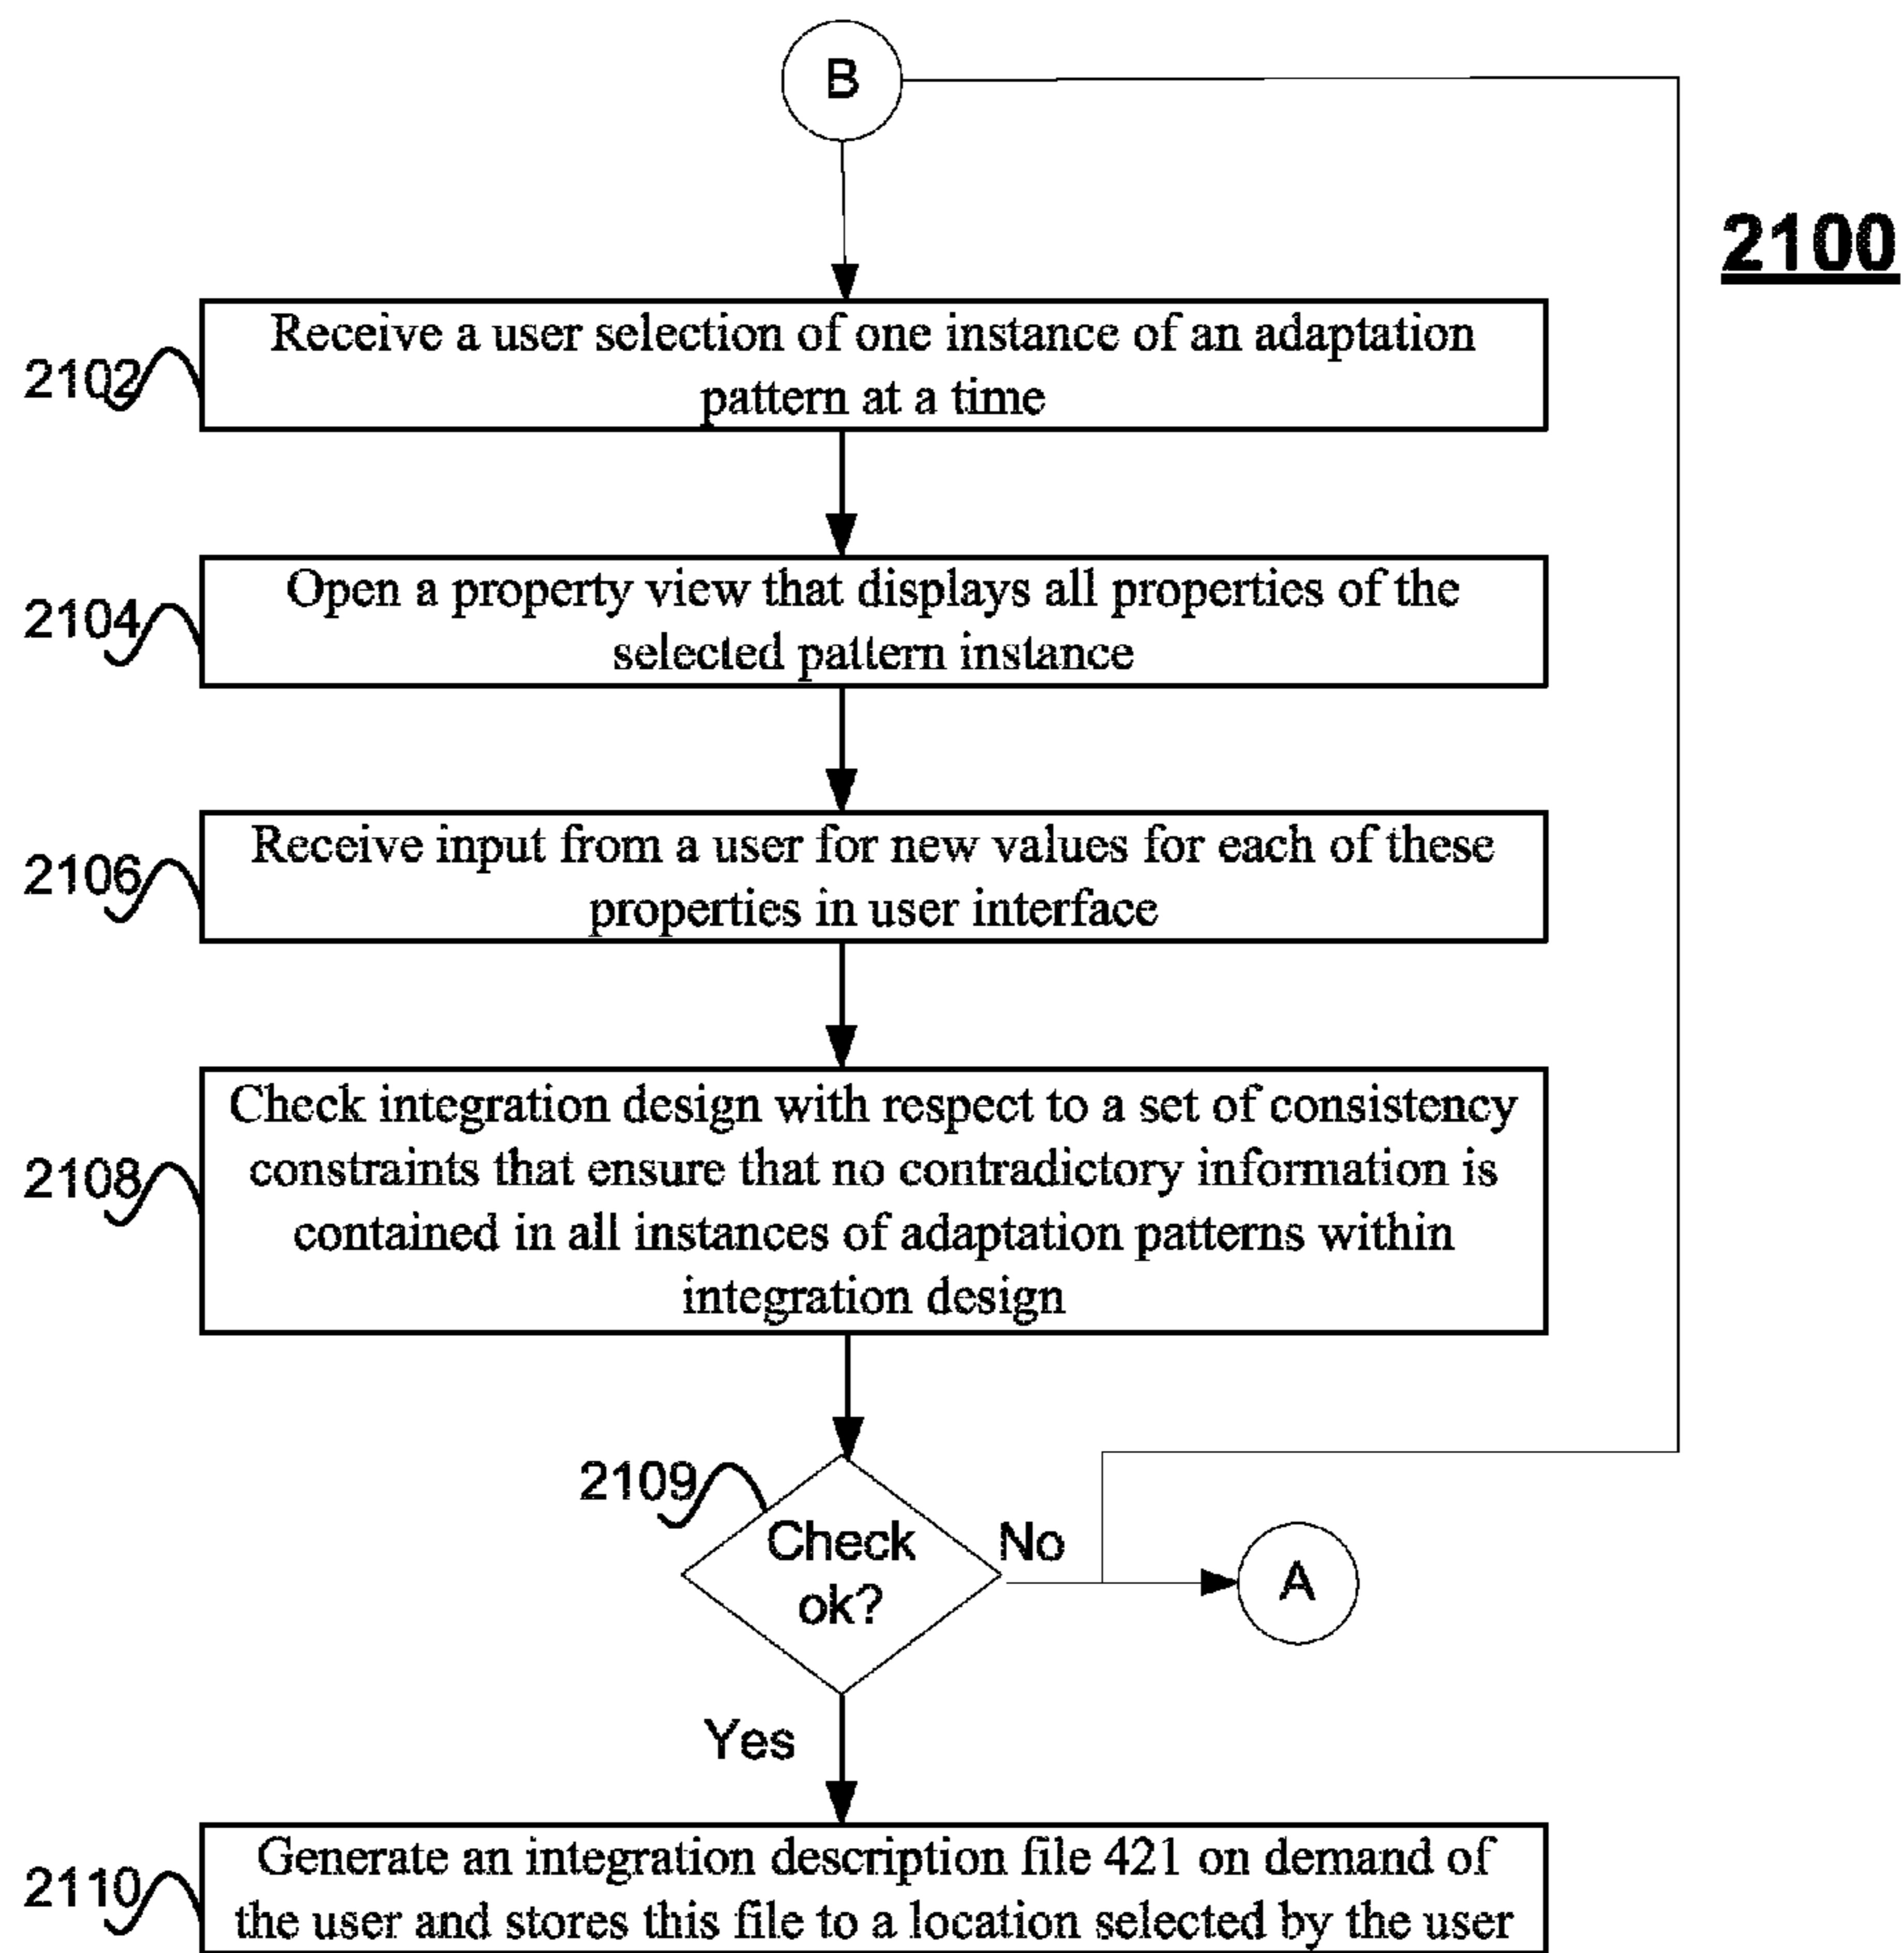 B
2100
2102
Receive a user selection of one instance of an adaptation
pattern at a time
2104
Open a property view that displays all properties of the
selected pattern instance
2106
Receive input from a user for new values for each of these
properties in user interface
2108
Check integration design with respect to a set of consistency
constraints that ensure that no contradictory information is
contained in all instances of adaptation patterns within
integration design
2109
Check
ok?
No
A
Yes
2110
Generate an integration description file 421 on demand of
the user and stores this file to a location selected by the user